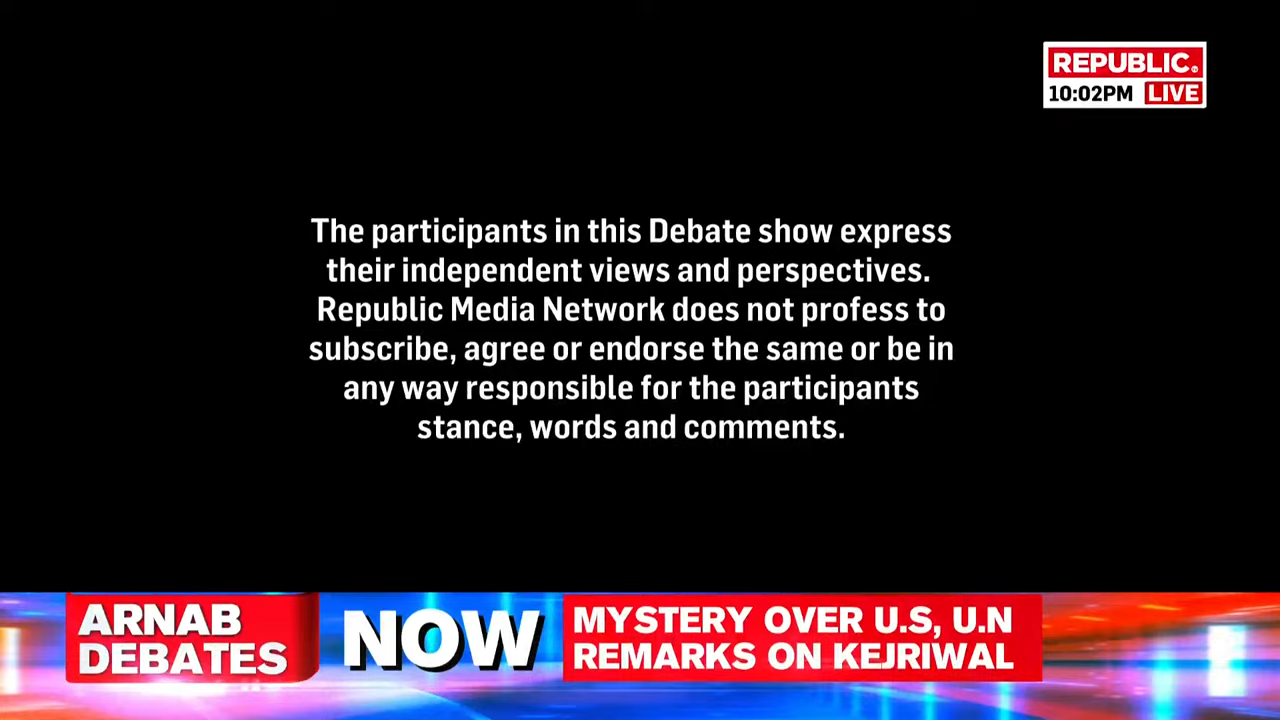 REPUBLIC.
10:02PM LIVE
The participants in this Debate show express
their independent views and perspectives.
Republic Media Network does not profess to
subscribe, agree or endorse the same or be in
any way responsible for the participants
stance, words and comments.
ARNAB
DEBATES
NOW
MYSTERY OVER U.S, U.N
REMARKS ON KEJRIWAL